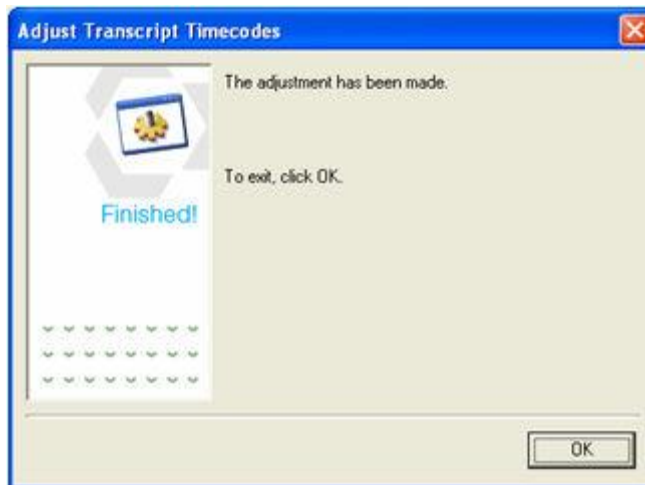 Adjust Transcript Timecodes
The adjustment has been made.
To exit, click OK.
Finished!
OK